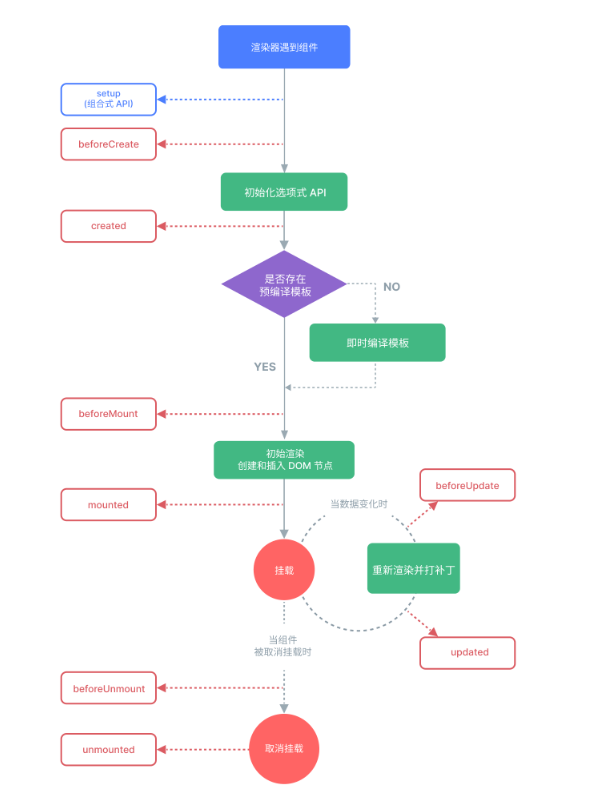 渲染器遇到组件
setup
(组合式 API)
beforeCreate
初始化选项式 API
created
是否存在
预编译模板
NO
即时编译模板
YES
beforeMount
初始渲染
创建和插入 DOM 节点
mounted
当数据变化时
beforeUpdate
挂载
重新渲染并打补丁
updated
当组件
被取消挂载时
beforeUnmount
取消挂载
unmounted